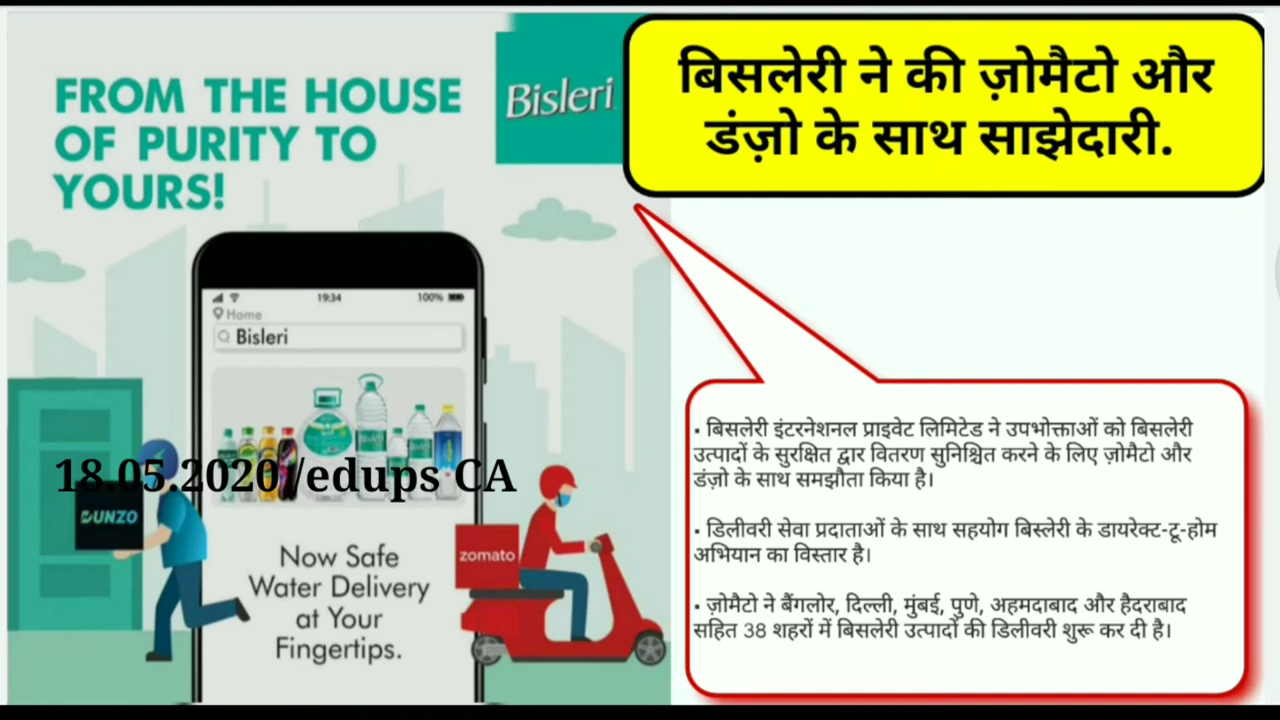 FROM THE HOUSE
OF PURITY TO
YOURS!
Bisleri
बिसलेरी ने की ज़ोमैटो और
डंज़ो के साथ साझेदारी.
19:34
100%
Home
Bisleri
18.05.2020 /edups CA
DUNZO
zomato
Now Safe
Water Delivery
at Your
Fingertips.
• बिसलेरी इंटरनेशनल प्राइवेट लिमिटेड ने उपभोक्ताओं को बिसलेरी
उत्पादों के सुरक्षित द्वार वितरण सुनिश्चित करने के लिए ज़ोमैटो और
डंज़ो के साथ समझौता किया है।
• डिलीवरी सेवा प्रदाताओं के साथ सहयोग बिस्लेरी के डायरेक्ट-टू-होम
अभियान का विस्तार है।
• ज़ोमैटो ने बैंगलोर, दिल्ली, मुंबई, पुणे, अहमदाबाद और हैदराबाद
सहित 38 शहरों में बिसलेरी उत्पादों की डिलीवरी शुरू कर दी है।